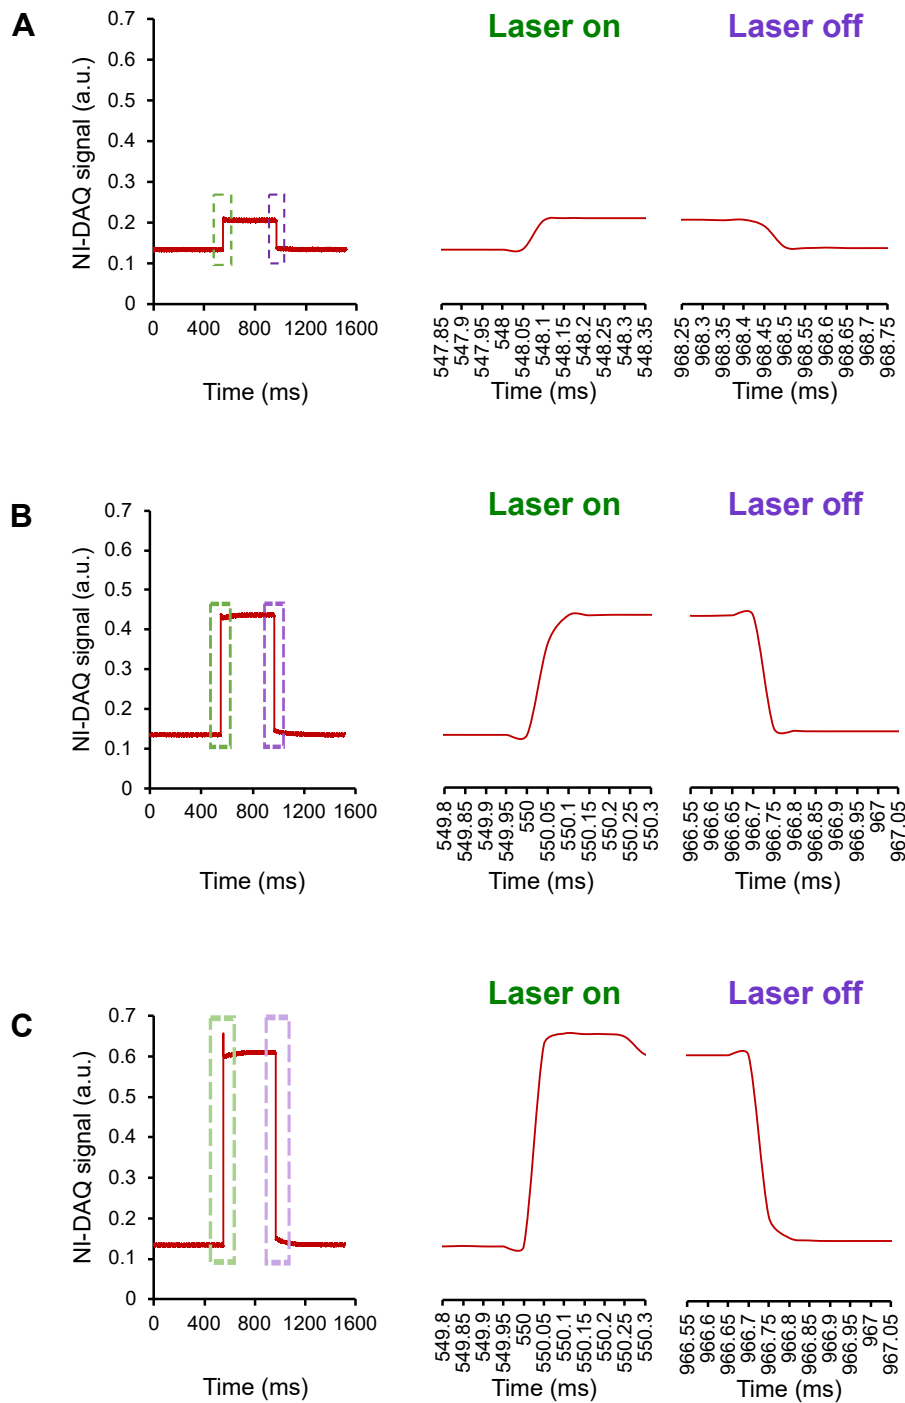 A
Laser on
Laser off
NI-DAQ signal (a.u.)
0.7
0.6
0.5
0.4
0.3
0.2
0.1
0
0 400 800 1200 1600
Time (ms)
547.85 547.9 547.95 548 548.05 548.1 548.15 548.2 548.25 548.3 548.35
Time (ms)
968.25 968.3 968.35 968.4 968.45 968.5 968.55 968.6 968.65 968.7 968.75
Time (ms)
B
Laser on
Laser off
NI-DAQ signal (a.u.)
0.7
0.6
0.5
0.4
0.3
0.2
0.1
0
0 400 800 1200 1600
Time (ms)
549.8 549.85 549.9 549.95 550 550.05 550.1 550.15 550.2 550.25 550.3
Time (ms)
966.55 966.6 966.65 966.7 966.75 966.8 966.85 966.9 966.95 967 967.05
Time (ms)
C
Laser on
Laser off
NI-DAQ signal (a.u.)
0.7
0.6
0.5
0.4
0.3
0.2
0.1
0
0 400 800 1200 1600
Time (ms)
549.8 549.85 549.9 549.95 550 550.05 550.1 550.15 550.2 550.25 550.3
Time (ms)
966.55 966.6 966.65 966.7 966.75 966.8 966.85 966.9 966.95 967 967.05
Time (ms)